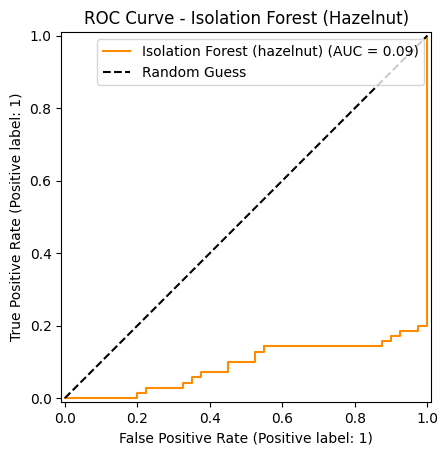 ROC Curve - Isolation Forest (Hazelnut)
Isolation Forest (hazelnut) (AUC = 0.09)
Random Guess
True Positive Rate (Positive label: 1)
1.0
0.8
0.6
0.4
0.2
0.0
0.0 0.2 0.4 0.6 0.8 1.0
False Positive Rate (Positive label: 1)